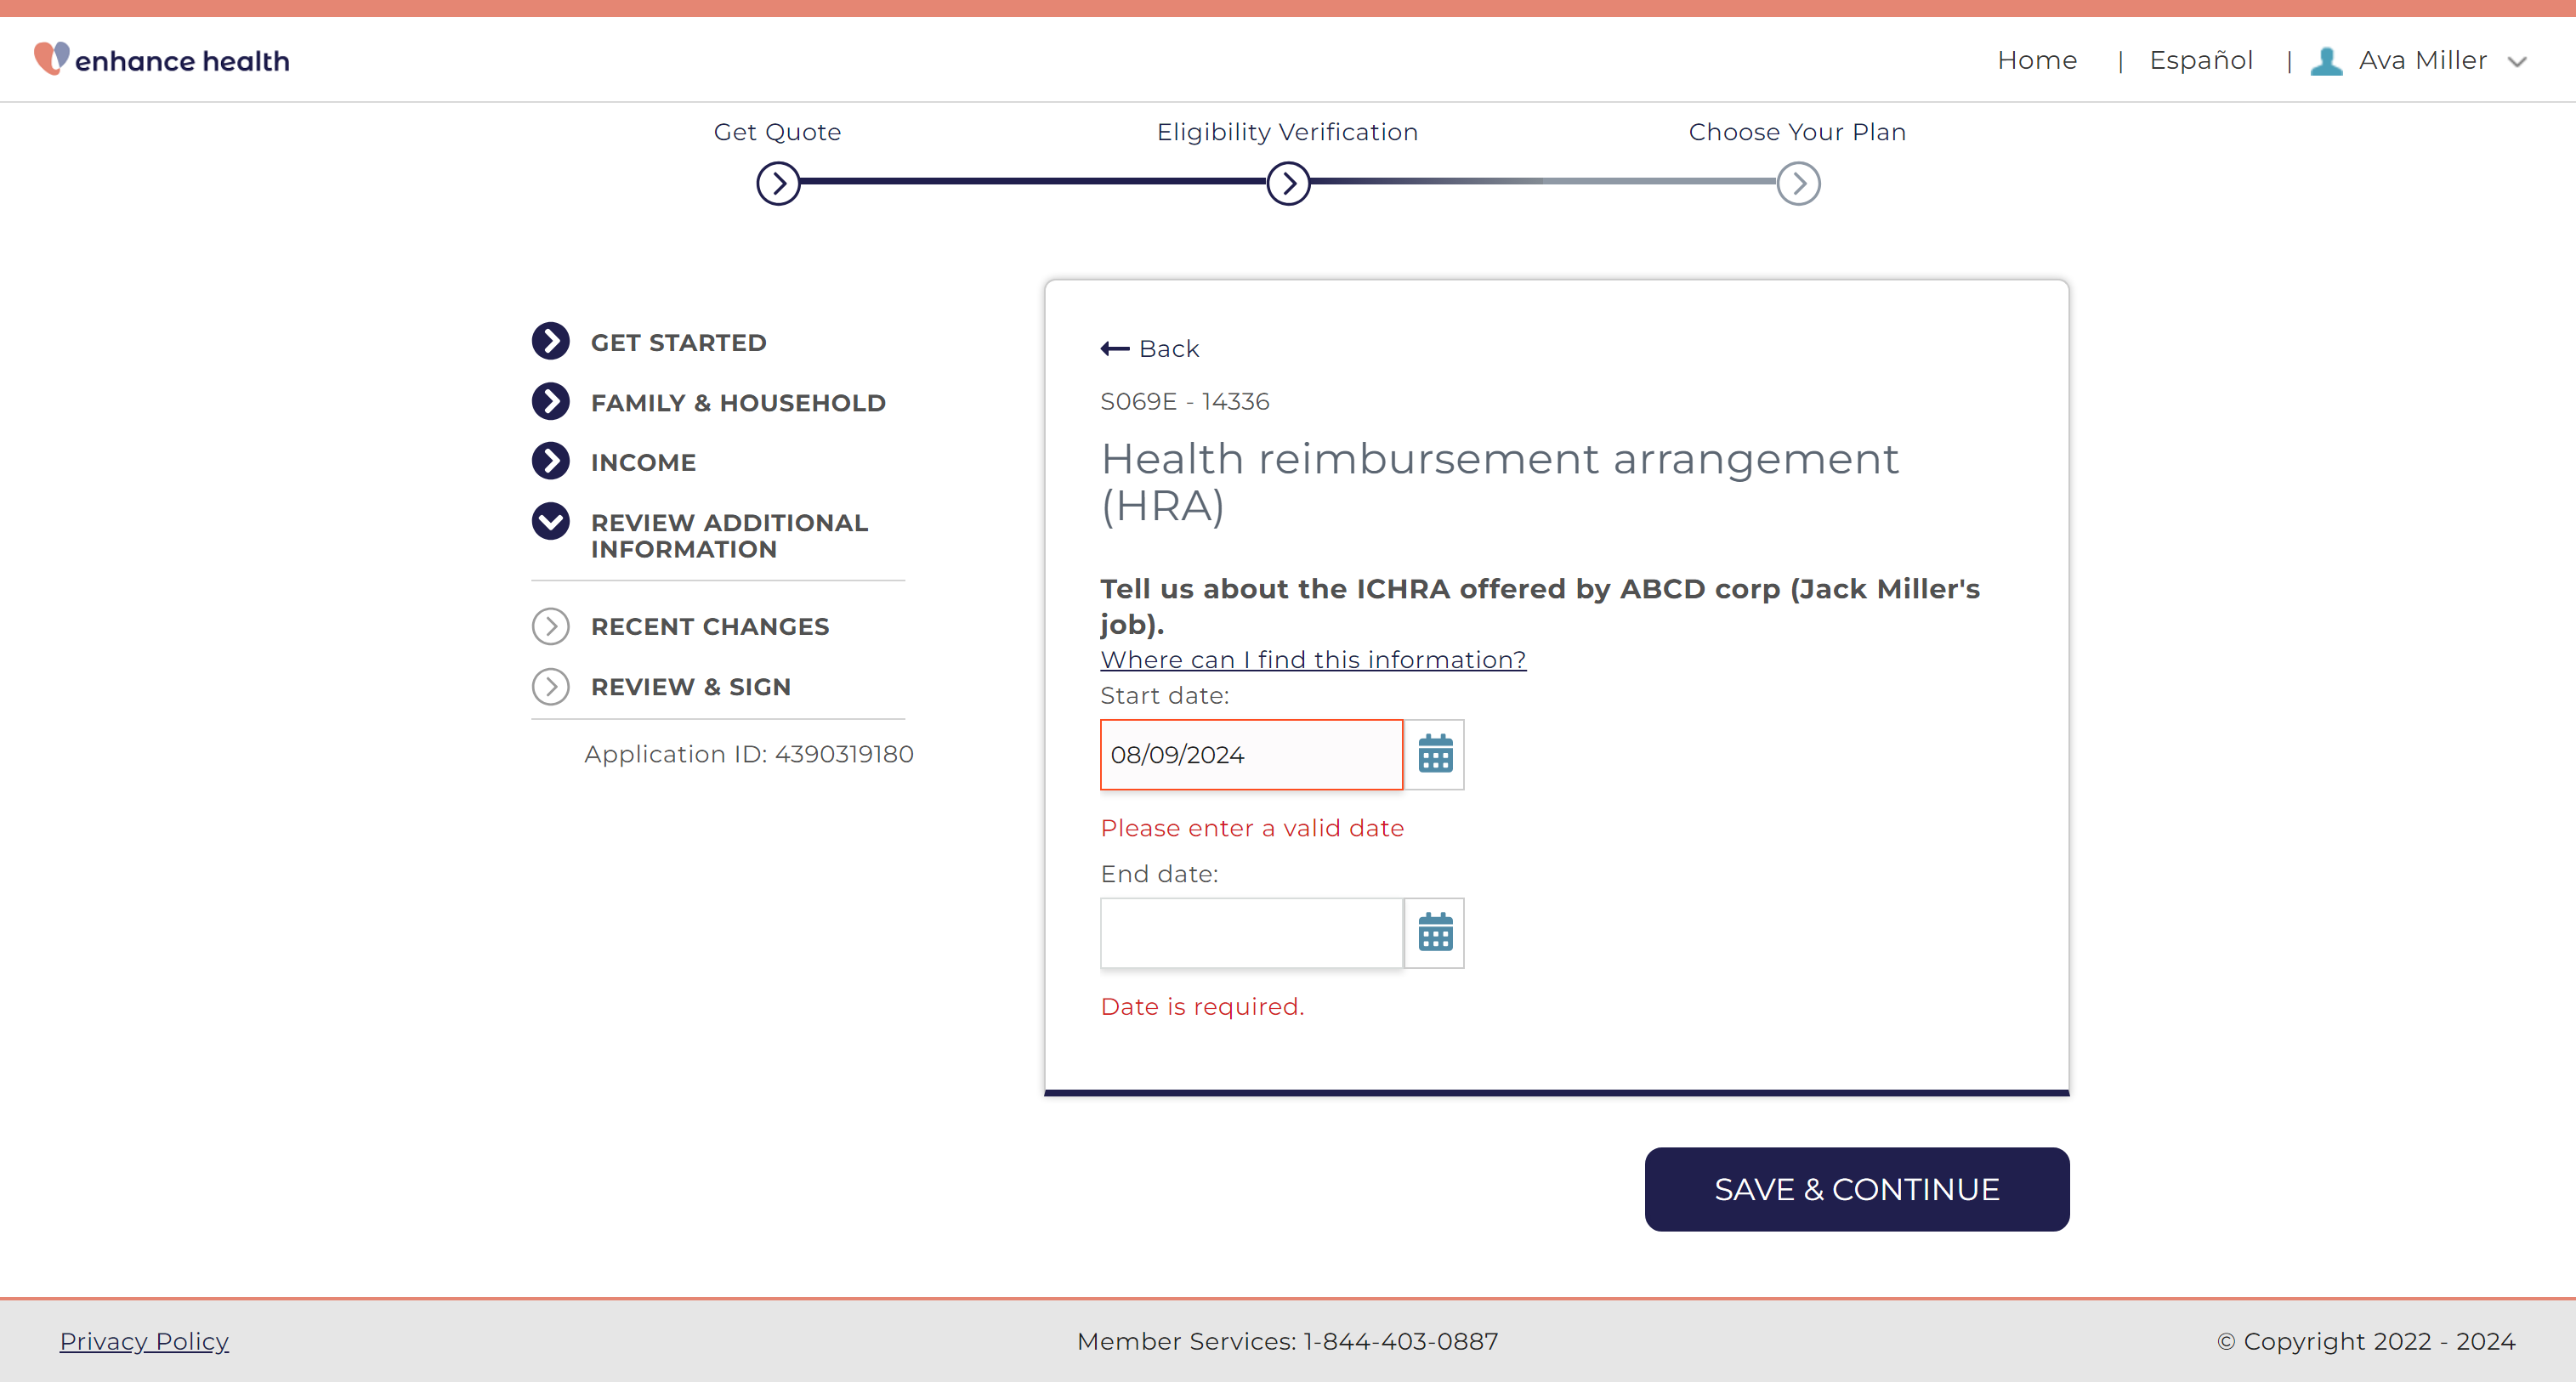 enhance health
Home | Español | Ava Miller
Get Quote
Eligibility Verification
Choose Your Plan
GET STARTED
FAMILY & HOUSEHOLD
INCOME
REVIEW ADDITIONAL
INFORMATION
RECENT CHANGES
REVIEW & SIGN
Application ID: 4390319180
Back
S069E - 14336
Health reimbursement arrangement
(HRA)
Tell us about the ICHRA offered by ABCD corp (Jack Miller's
job).
Where can I find this information?
Start date:
08/09/2024
Please enter a valid date
End date:
Date is required.
SAVE & CONTINUE
Privacy Policy
Member Services: 1-844-403-0887
© Copyright 2022 - 2024